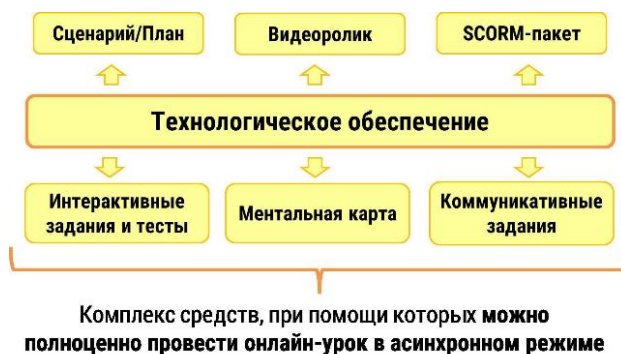 Сценарий/План
Видеоролик
SCORM-пакет
Технологическое обеспечение
Интерактивные
задания и тесты
Ментальная карта
Коммуникативные
задания
Комплекс средств, при помощи которых можно
полноценно провести онлайн-урок в асинхронном режиме